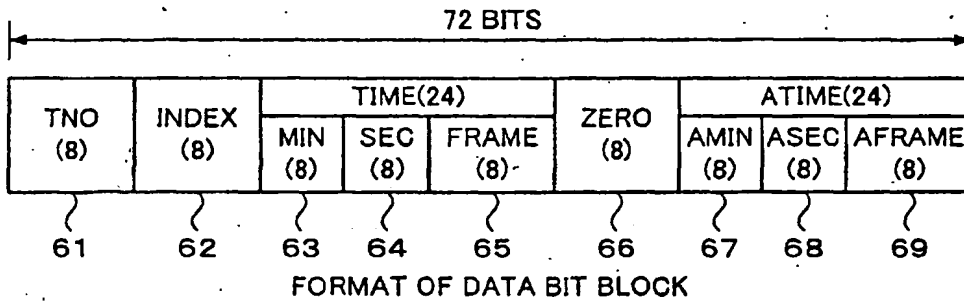 72 BITS
TNO (8) INDEX (8) TIME(24) ZERO (8) ATIME(24)
MIN (8) SEC (8) FRAME (8) AMIN (8) ASEC (8) AFRAME (8)
61 62 63 64 65 66 67 68 69
FORMAT OF DATA BIT BLOCK